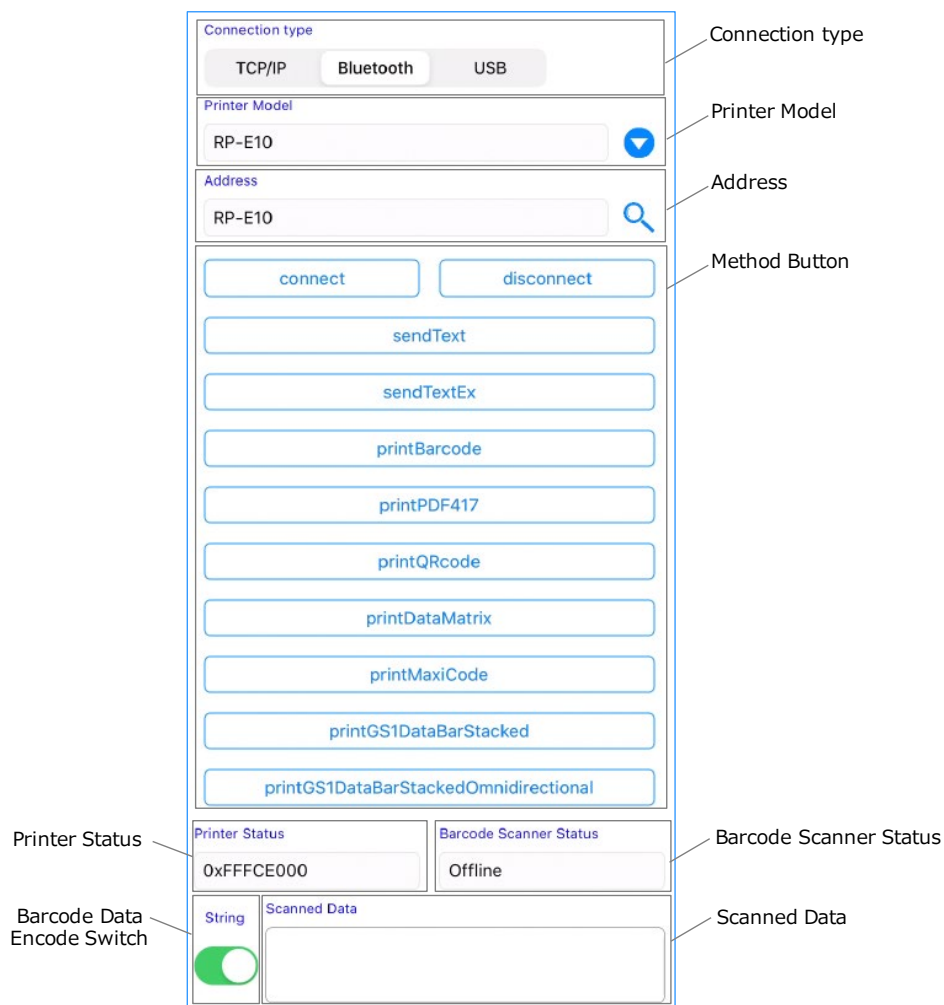 Connection type
Connection type
TCP/IP Bluetooth USB
Printer Model
Printer Model
RP-E10
Address
Address
RP-E10
Method Button
connect disconnect
sendText
sendTextEx
printBarcode
printPDF417
printQRcode
printDataMatrix
printMaxiCode
printGS1DataBarStacked
printGS1DataBarStackedOmnidirectional
Printer Status
Printer Status
Barcode Scanner Status
Barcode Scanner Status
0xFFFCE000
Offline
Barcode Data
Encode Switch
String
Scanned Data
Scanned Data